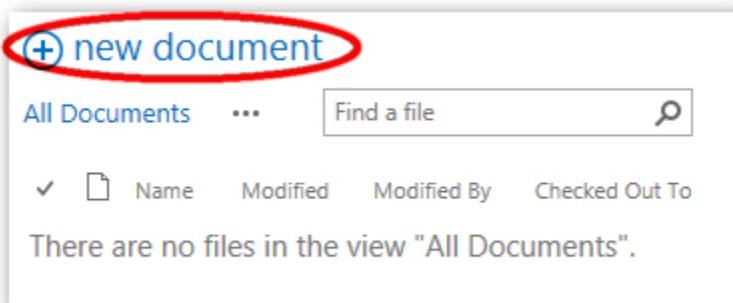 new document
All Documents ... Find a file
Name Modified Modified By Checked Out To
There are no files in the view "All Documents".